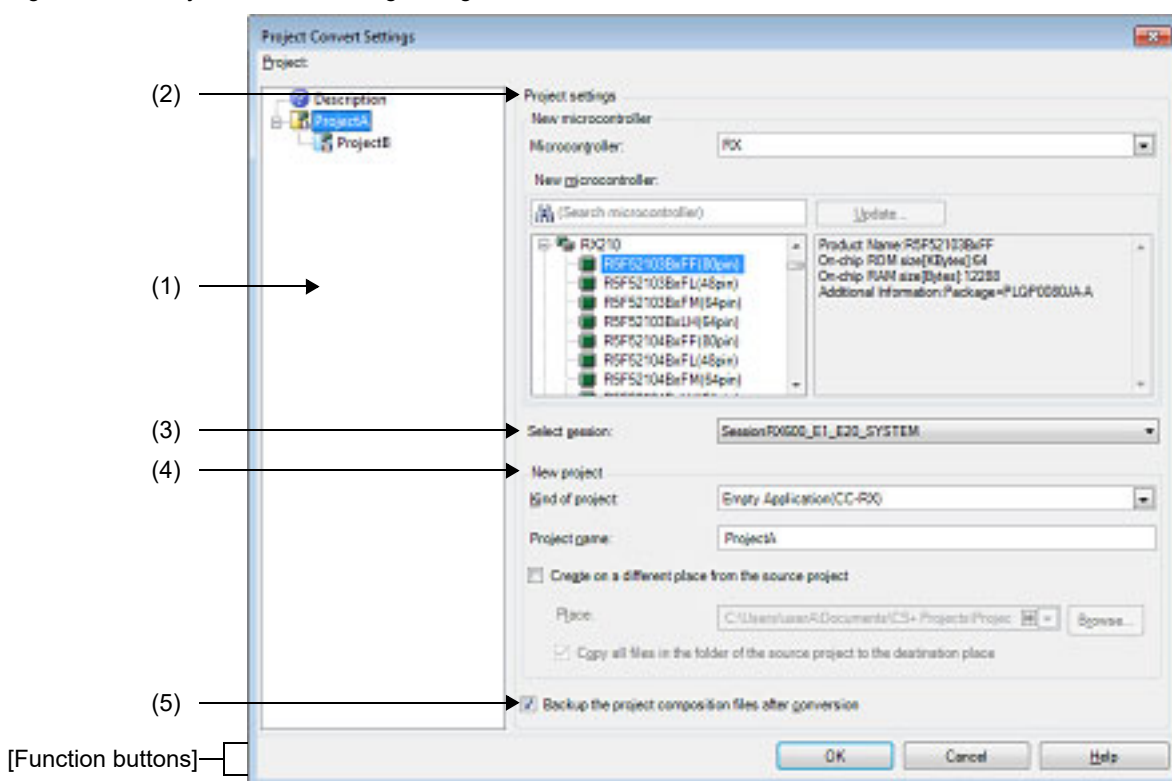 Project Convert Settings
Project:
(2)
Description
Project settings
ProjectA
New microcontroller
ProjectB
Microcontroller: RX
New microcontroller:
(Search microcontroller)
Update...
RX210
Product Name:R5F52103BxFF
R5F52103BxFF(80pin)
On-chip ROM size[KBytes]:64
(1)
R5F52103BxFL(48pin)
On-chip RAM size[Bytes]:12288
R5F52103BxFM(64pin)
Additional Information:Package=PLQP0080JA-A
R5F52103BxLH(64pin)
R5F52104BxFF(80pin)
R5F52104BxFL(48pin)
R5F52104BxFM(64pin)
(3)
Select session: SessionRX600_E1_E20_SYSTEM
(4)
New project
Kind of project: Empty Application(CC-RX)
Project name: ProjectA
Create on a different place from the source project
Place: C:\Users\userA\Documents\CS+ Projects\Projec
Browse...
Copy all files in the folder of the source project to the destination place
(5)
Backup the project composition files after conversion
[Function buttons]
OK Cancel Help